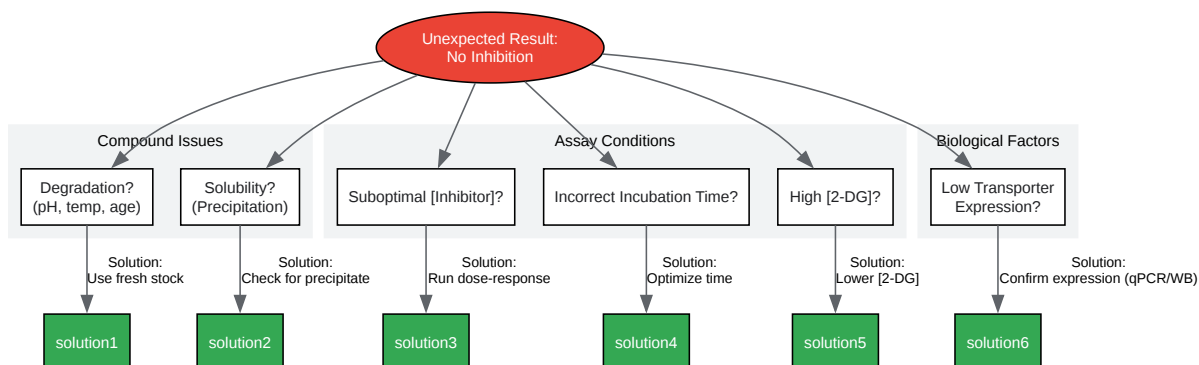 Unexpected Result:
No Inhibition
Compound Issues
Assay Conditions
Biological Factors
Degradation?
(pH, temp, age)
Solubility?
(Precipitation)
Suboptimal [Inhibitor]?
Incorrect Incubation Time?
High [2-DG]?
Low Transporter
Expression?
Solution:
Use fresh stock
Solution:
Check for precipitate
Solution:
Run dose-response
Solution:
Optimize time
Solution:
Lower [2-DG]
Solution:
Confirm expression (qPCR/WB)
solution1
solution2
solution3
solution4
solution5
solution6